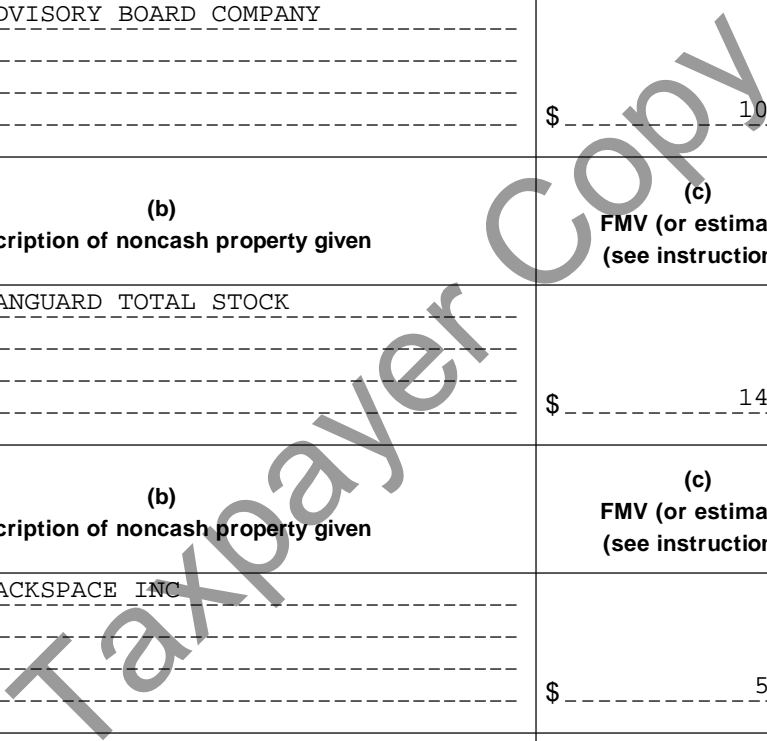 DVISORY BOARD COMPANY
$ 10
(b)
cription of noncash property given
(c)
FMV (or estima
(see instruction
ANGUARD TOTAL STOCK
$ 14
(b)
cription of noncash property given
(c)
FMV (or estima
(see instruction
ACKSPACE INC
$ 5
Taxpayer Copy